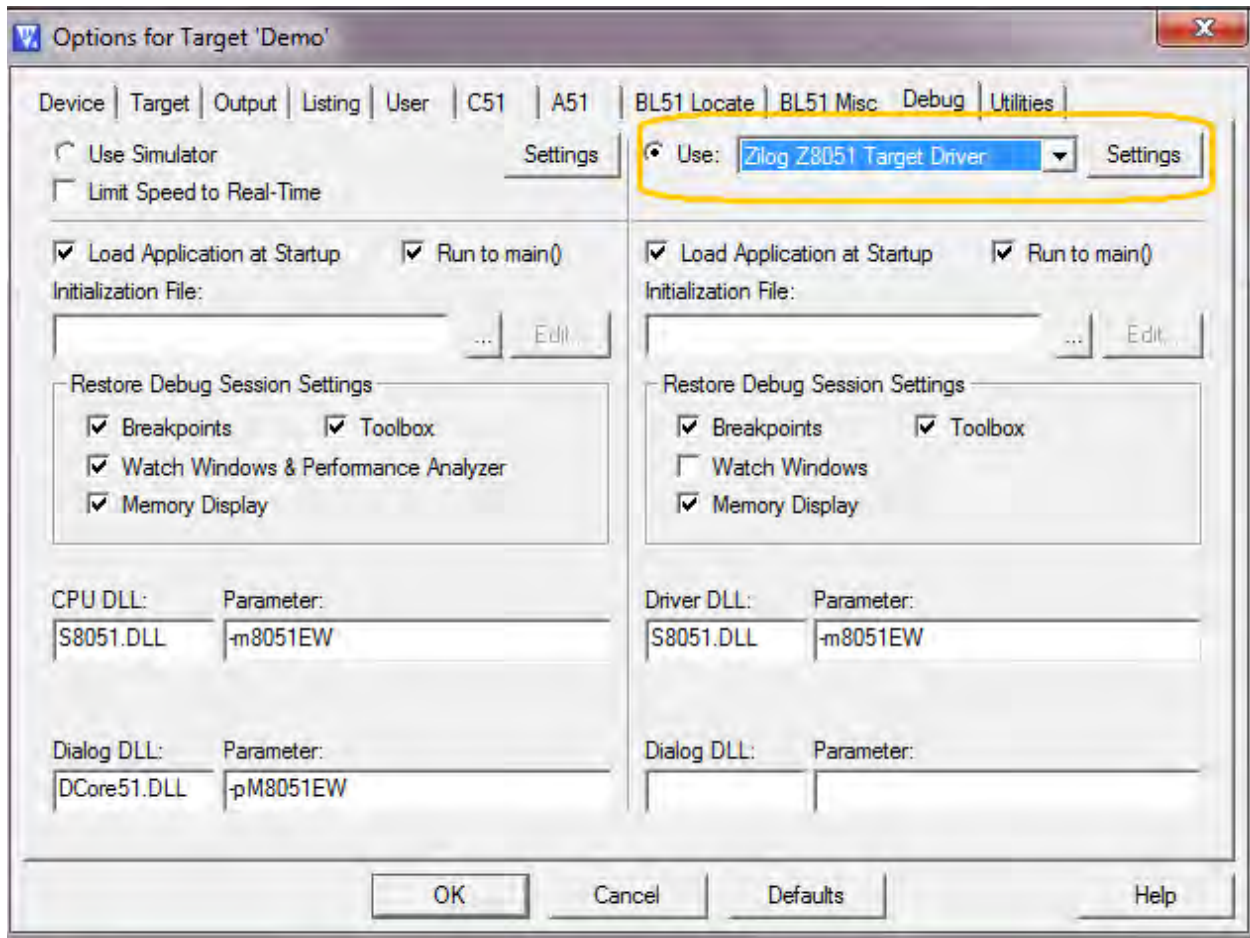 Options for Target 'Demo'
Device Target Output Listing User C51 A51 BL51 Locate BL51 Misc Debug Utilities
Use Simulator Settings
Limit Speed to Real-Time
Use: Zilog Z8051 Target Driver Settings
Load Application at Startup Run to main()
Initialization File:
... Edit...
Restore Debug Session Settings
Breakpoints Toolbox
Watch Windows & Performance Analyzer
Memory Display
CPU DLL: Parameter:
S8051.DLL -m8051EW
Dialog DLL: Parameter:
DCore51.DLL -pM8051EW
Load Application at Startup Run to main()
Initialization File:
... Edit...
Restore Debug Session Settings
Breakpoints Toolbox
Watch Windows
Memory Display
Driver DLL: Parameter:
S8051.DLL -m8051EW
Dialog DLL: Parameter:
OK Cancel Defaults Help